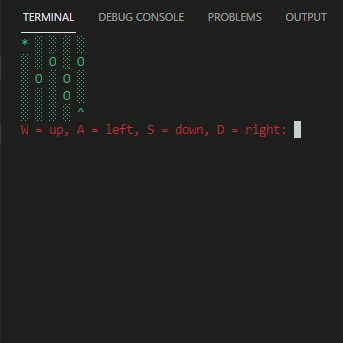 TERMINAL DEBUG CONSOLE PROBLEMS OUTPUT
* ░ ░ ░ ░
░ ░ O ░ O
░ O ░ O ░
░ ░ ░ O ░
░ ░ ░ ░ ^
W = up, A = left, S = down, D = right: